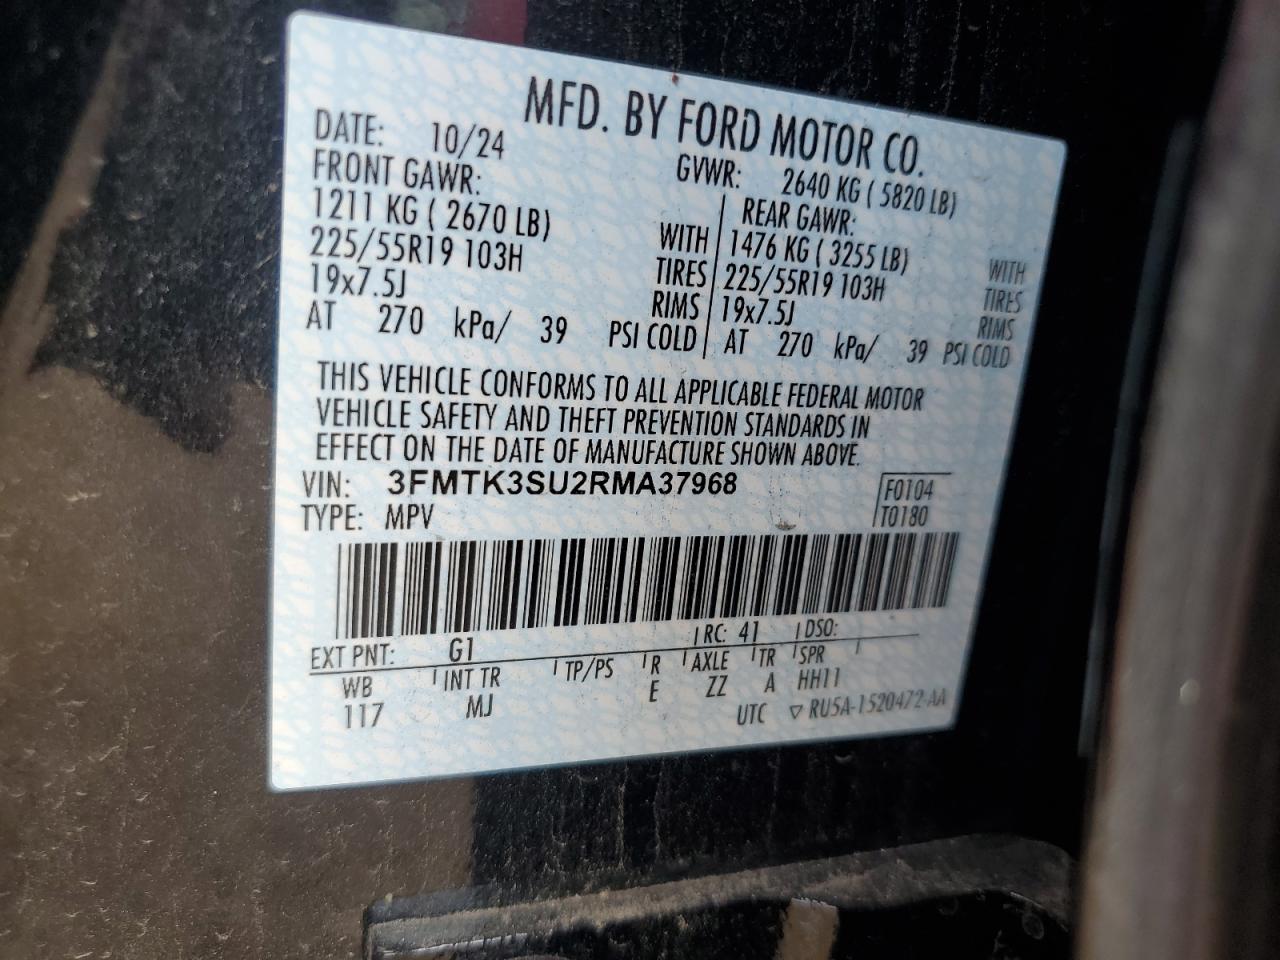 MFD. BY FORD MOTOR CO.
DATE: 10/24 GVWR: 2640 KG ( 5820 LB)
FRONT GAWR: REAR GAWR:
1211 KG ( 2670 LB) WITH 1476 KG ( 3255 LB) WITH
225/55R19 103H TIRES 225/55R19 103H TIRES
19x7.5J RIMS 19x7.5J RIMS
AT 270 kPa/ 39 PSI COLD AT 270 kPa/ 39 PSI COLD
THIS VEHICLE CONFORMS TO ALL APPLICABLE FEDERAL MOTOR
VEHICLE SAFETY AND THEFT PREVENTION STANDARDS IN
EFFECT ON THE DATE OF MANUFACTURE SHOWN ABOVE.
VIN: 3FMTK3SU2RMA37968 F0104
TYPE: MPV T0180
EXT PNT: G1 RC: 41 DSO:
WB INT TR TP/PS R AXLE TR SPR
117 MJ E ZZ A HH11
UTC ▽ RU5A-1520472-AA